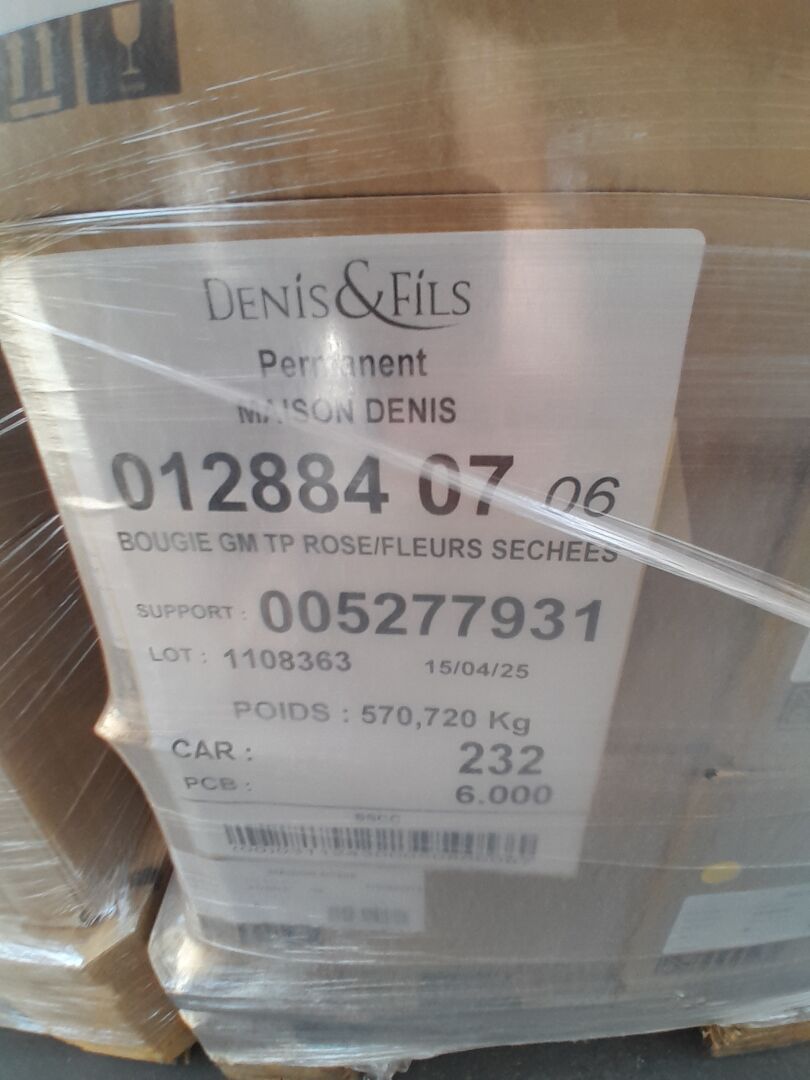 DENIS&FILS
Permanent
MAISON DENIS
012884 07 06
BOUGIE GM TP ROSE/FLEURS SECHEES
SUPPORT : 005277931
LOT : 1108363 15/04/25
POIDS : 570,720 Kg
CAR : 232
PCB : 6.000
SSCC